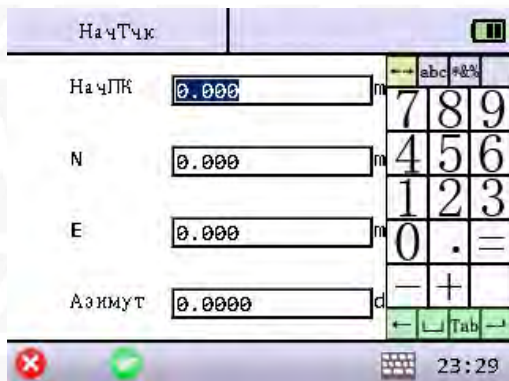 НачТчк
НачПК 0.000 m
N 0.000 m
E 0.000 m
Азимут 0.0000 d
abc *&%
7 8 9
4 5 6
1 2 3
0 . =
- +
Tab
23:29